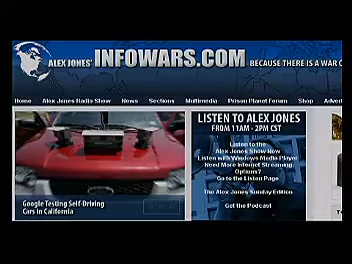 ALEX JONES' INFOWARS.COM BECAUSE THERE IS A WAR
Home Alex Jones Radio Show News Sections Multimedia Prison Planet Forum Shop Advert
LISTEN TO ALEX JONES
FROM 11AM - 2PM CST
Listen to the
Alex Jones Show Now
Listen with Windows Media Player
Need More Internet Streaming
Options?
Go to the Listen Page
The Alex Jones Sunday Edition
Get the Podcast
Google Testing Self-Driving
Cars in California